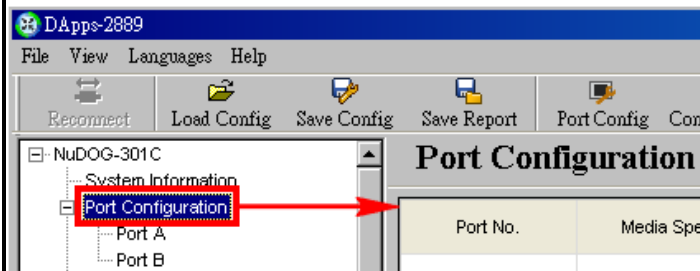 DApps-2889
File View Languages Help
Reconnect Load Config Save Config Save Report Port Config
NuDOG-301C
System Information
Port Configuration
Port A
Port B
Port Configuration
Port No. Media